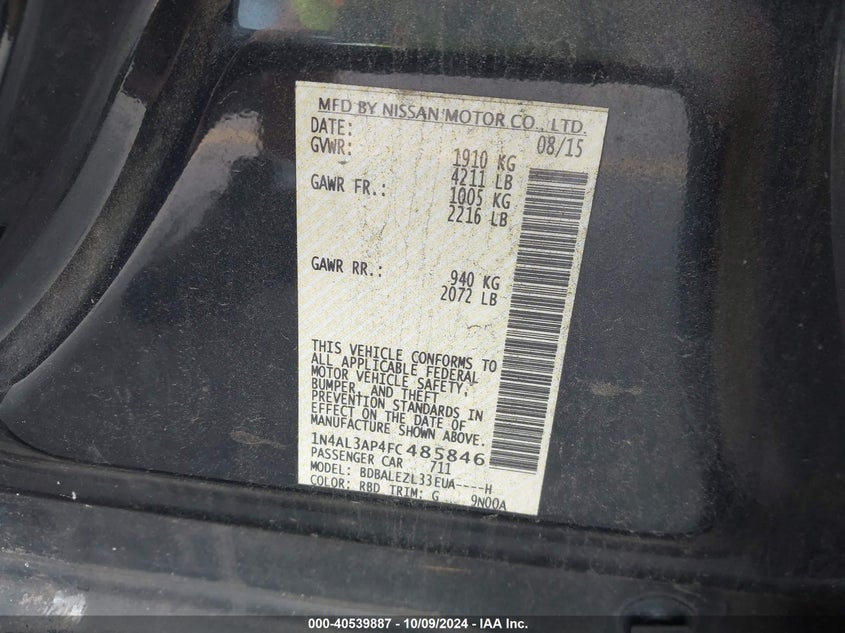 MFD BY NISSAN MOTOR CO., LTD.
DATE: 08/15
GVWR: 1910 KG
4211 LB
GAWR FR.: 1005 KG
2216 LB
GAWR RR.: 940 KG
2072 LB
THIS VEHICLE CONFORMS TO
ALL APPLICABLE FEDERAL
MOTOR VEHICLE SAFETY,
BUMPER, AND THEFT
PREVENTION STANDARDS IN
EFFECT ON THE DATE OF
MANUFACTURE SHOWN ABOVE.
1N4AL3AP4FC485846
PASSENGER CAR 711
MODEL: BDBALEZL33EUA----H
COLOR: RBD TRIM: G 9N00A
000-40539887 - 10/09/2024 - IAA Inc.